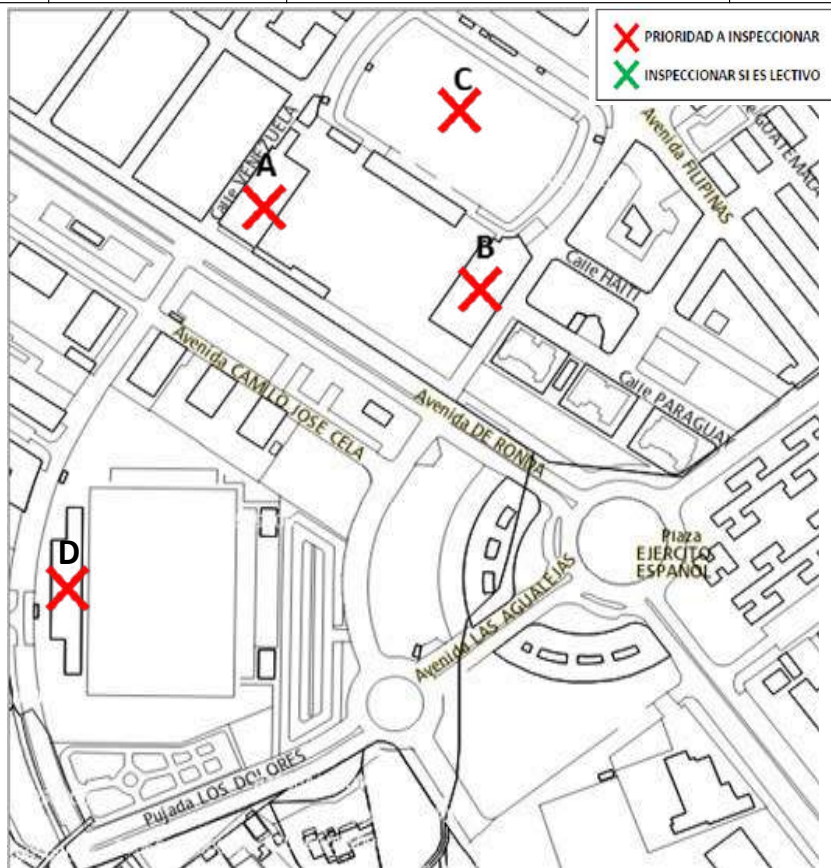 PRIORIDAD A INSPECCIONAR
INSPECCIONAR SI ES LECTIVO
C
Calle VENEZUELA
A
Avenida FILIPINAS
GUATEMALA
B
Calle HAITI
Avenida CAMILO JOSE CELA
Calle PARAGUAY
Avenida DE RONDA
Plaza
EJERCITO
ESPAÑOL
D
Avenida LAS AGUALEJAS
Pujada LOS DOLORES